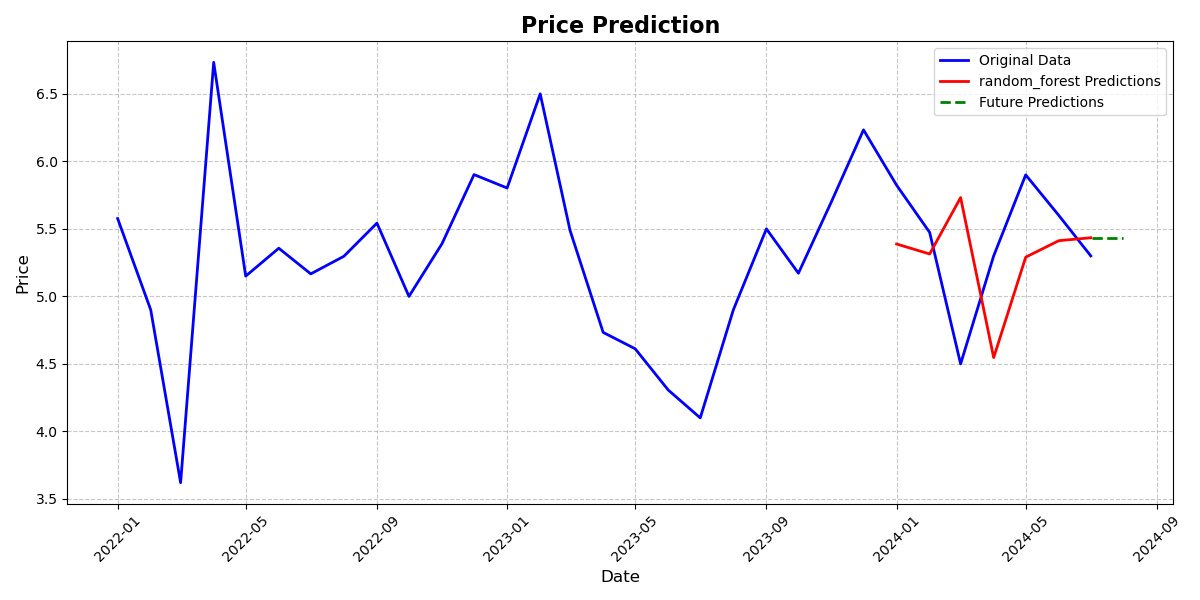 Price Prediction
Original Data
random_forest Predictions
Future Predictions
Price
6.5
6.0
5.5
5.0
4.5
4.0
3.5
2022-01
2022-05
2022-09
2023-01
2023-05
2023-09
2024-01
2024-05
2024-09
Date